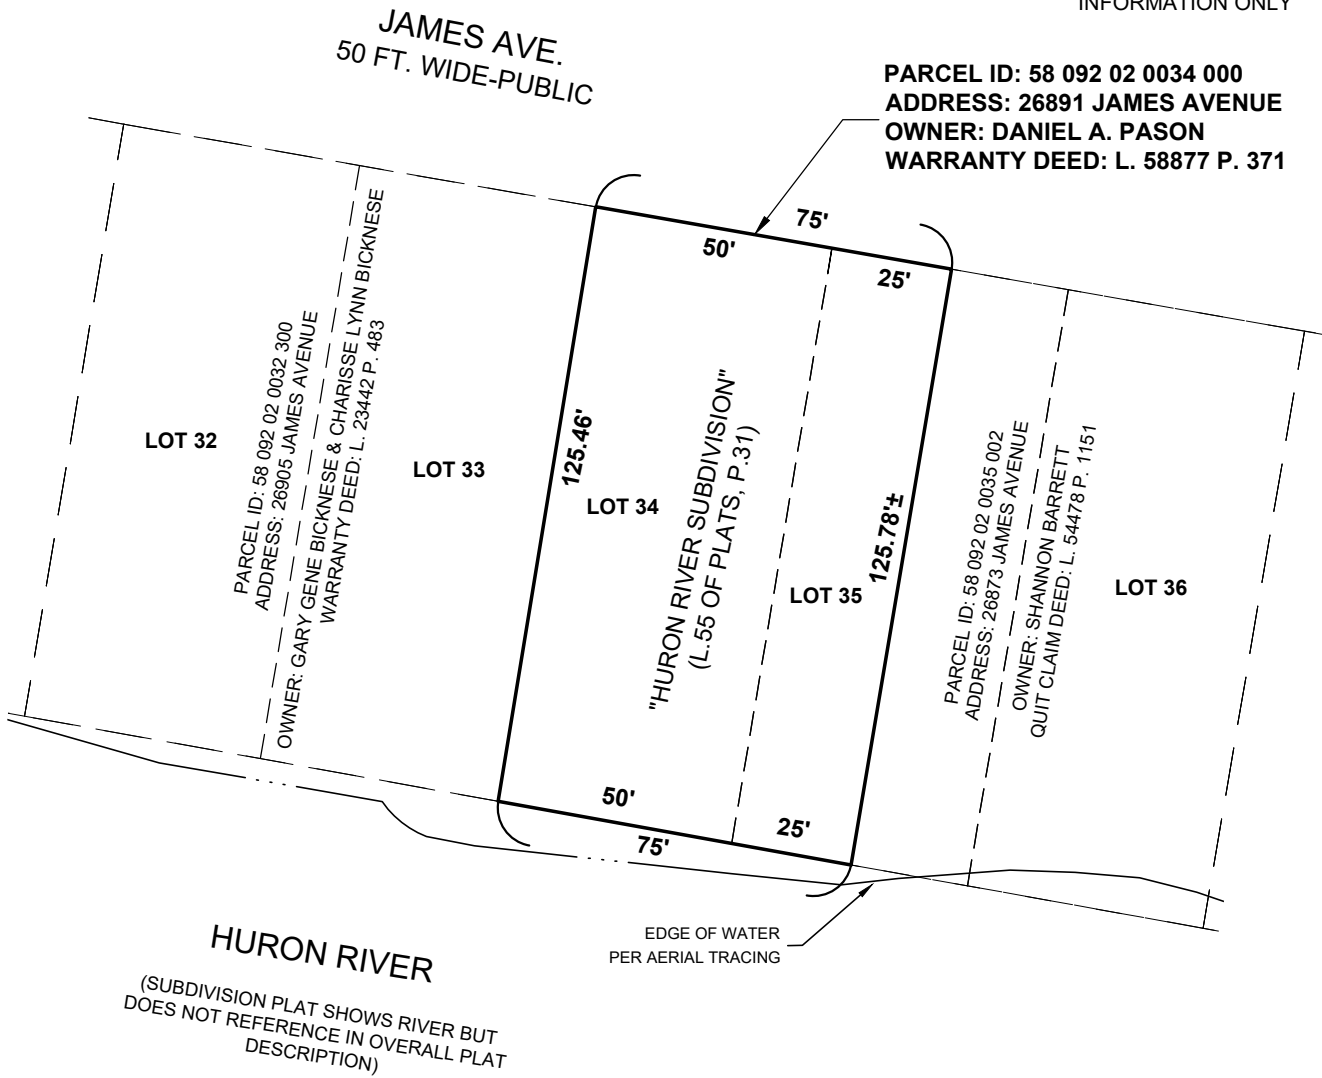 INFORMATION ONLY
JAMES AVE.
50 FT. WIDE-PUBLIC
PARCEL ID: 58 092 02 0034 000
ADDRESS: 26891 JAMES AVENUE
OWNER: DANIEL A. PASON
WARRANTY DEED: L. 58877 P. 371
75'
50'
25'
LOT 32
PARCEL ID: 58 092 02 0032 300
ADDRESS: 26905 JAMES AVENUE
OWNER: GARY GENE BICKNESE & CHARISSE LYNN BICKNESE
WARRANTY DEED: L. 23442 P. 483
LOT 33
125.46'
LOT 34
"HURON RIVER SUBDIVISION"
(L.55 OF PLATS, P.31)
LOT 35
125.78'±
PARCEL ID: 58 092 02 0035 002
ADDRESS: 26873 JAMES AVENUE
OWNER: SHANNON BARRETT
QUIT CLAIM DEED: L. 54478 P. 1151
LOT 36
50'
25'
75'
EDGE OF WATER
PER AERIAL TRACING
HURON RIVER
(SUBDIVISION PLAT SHOWS RIVER BUT
DOES NOT REFERENCE IN OVERALL PLAT
DESCRIPTION)